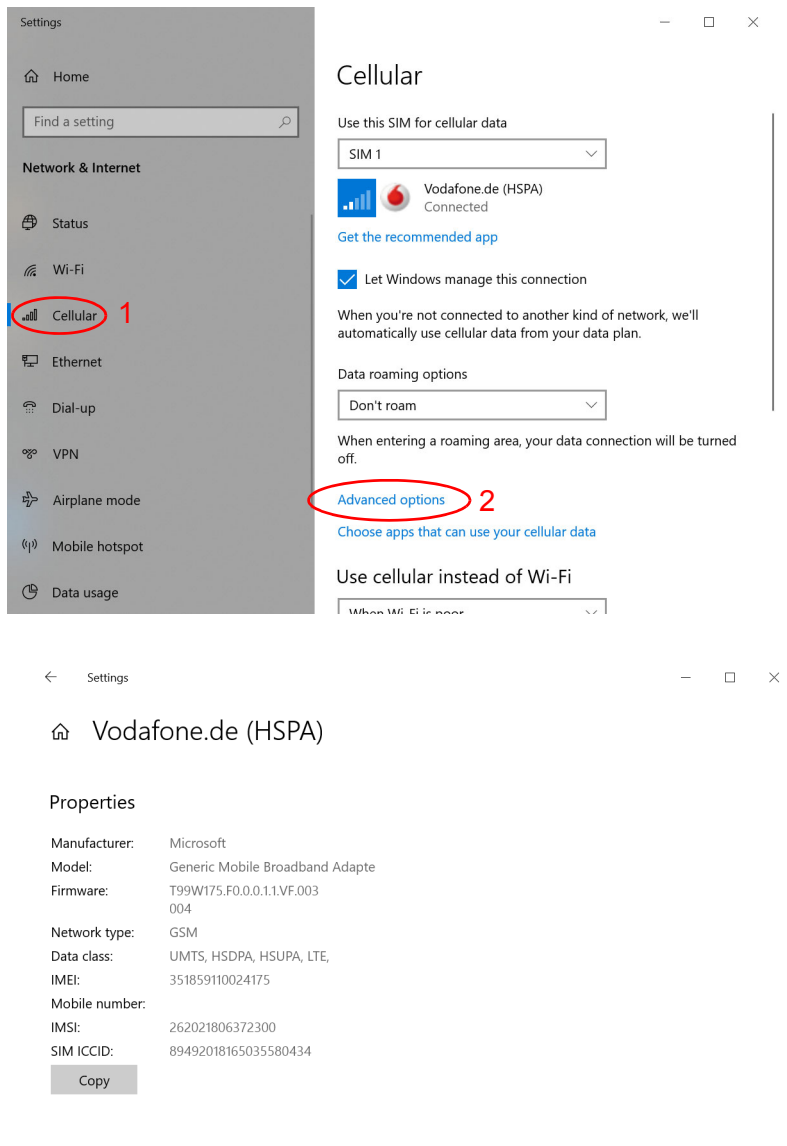 Settings
Home
Find a setting
Network & Internet
Status
Wi-Fi
Cellular 1
Ethernet
Dial-up
VPN
Airplane mode
Mobile hotspot
Data usage
Cellular
Use this SIM for cellular data
SIM 1
Vodafone.de (HSPA)
Connected
Get the recommended app
Let Windows manage this connection
When you're not connected to another kind of network, we'll
automatically use cellular data from your data plan.
Data roaming options
Don't roam
When entering a roaming area, your data connection will be turned
off.
Advanced options 2
Choose apps that can use your cellular data
Use cellular instead of Wi-Fi
When Wi-Fi is poor
Settings
Vodafone.de (HSPA)
Properties
Manufacturer: Microsoft
Model: Generic Mobile Broadband Adapte
Firmware: T99W175.F0.0.0.1.1.VF.003
004
Network type: GSM
Data class: UMTS, HSDPA, HSUPA, LTE,
IMEI: 351859110024175
Mobile number:
IMSI: 262021806372300
SIM ICCID: 89492018165035580434
Copy